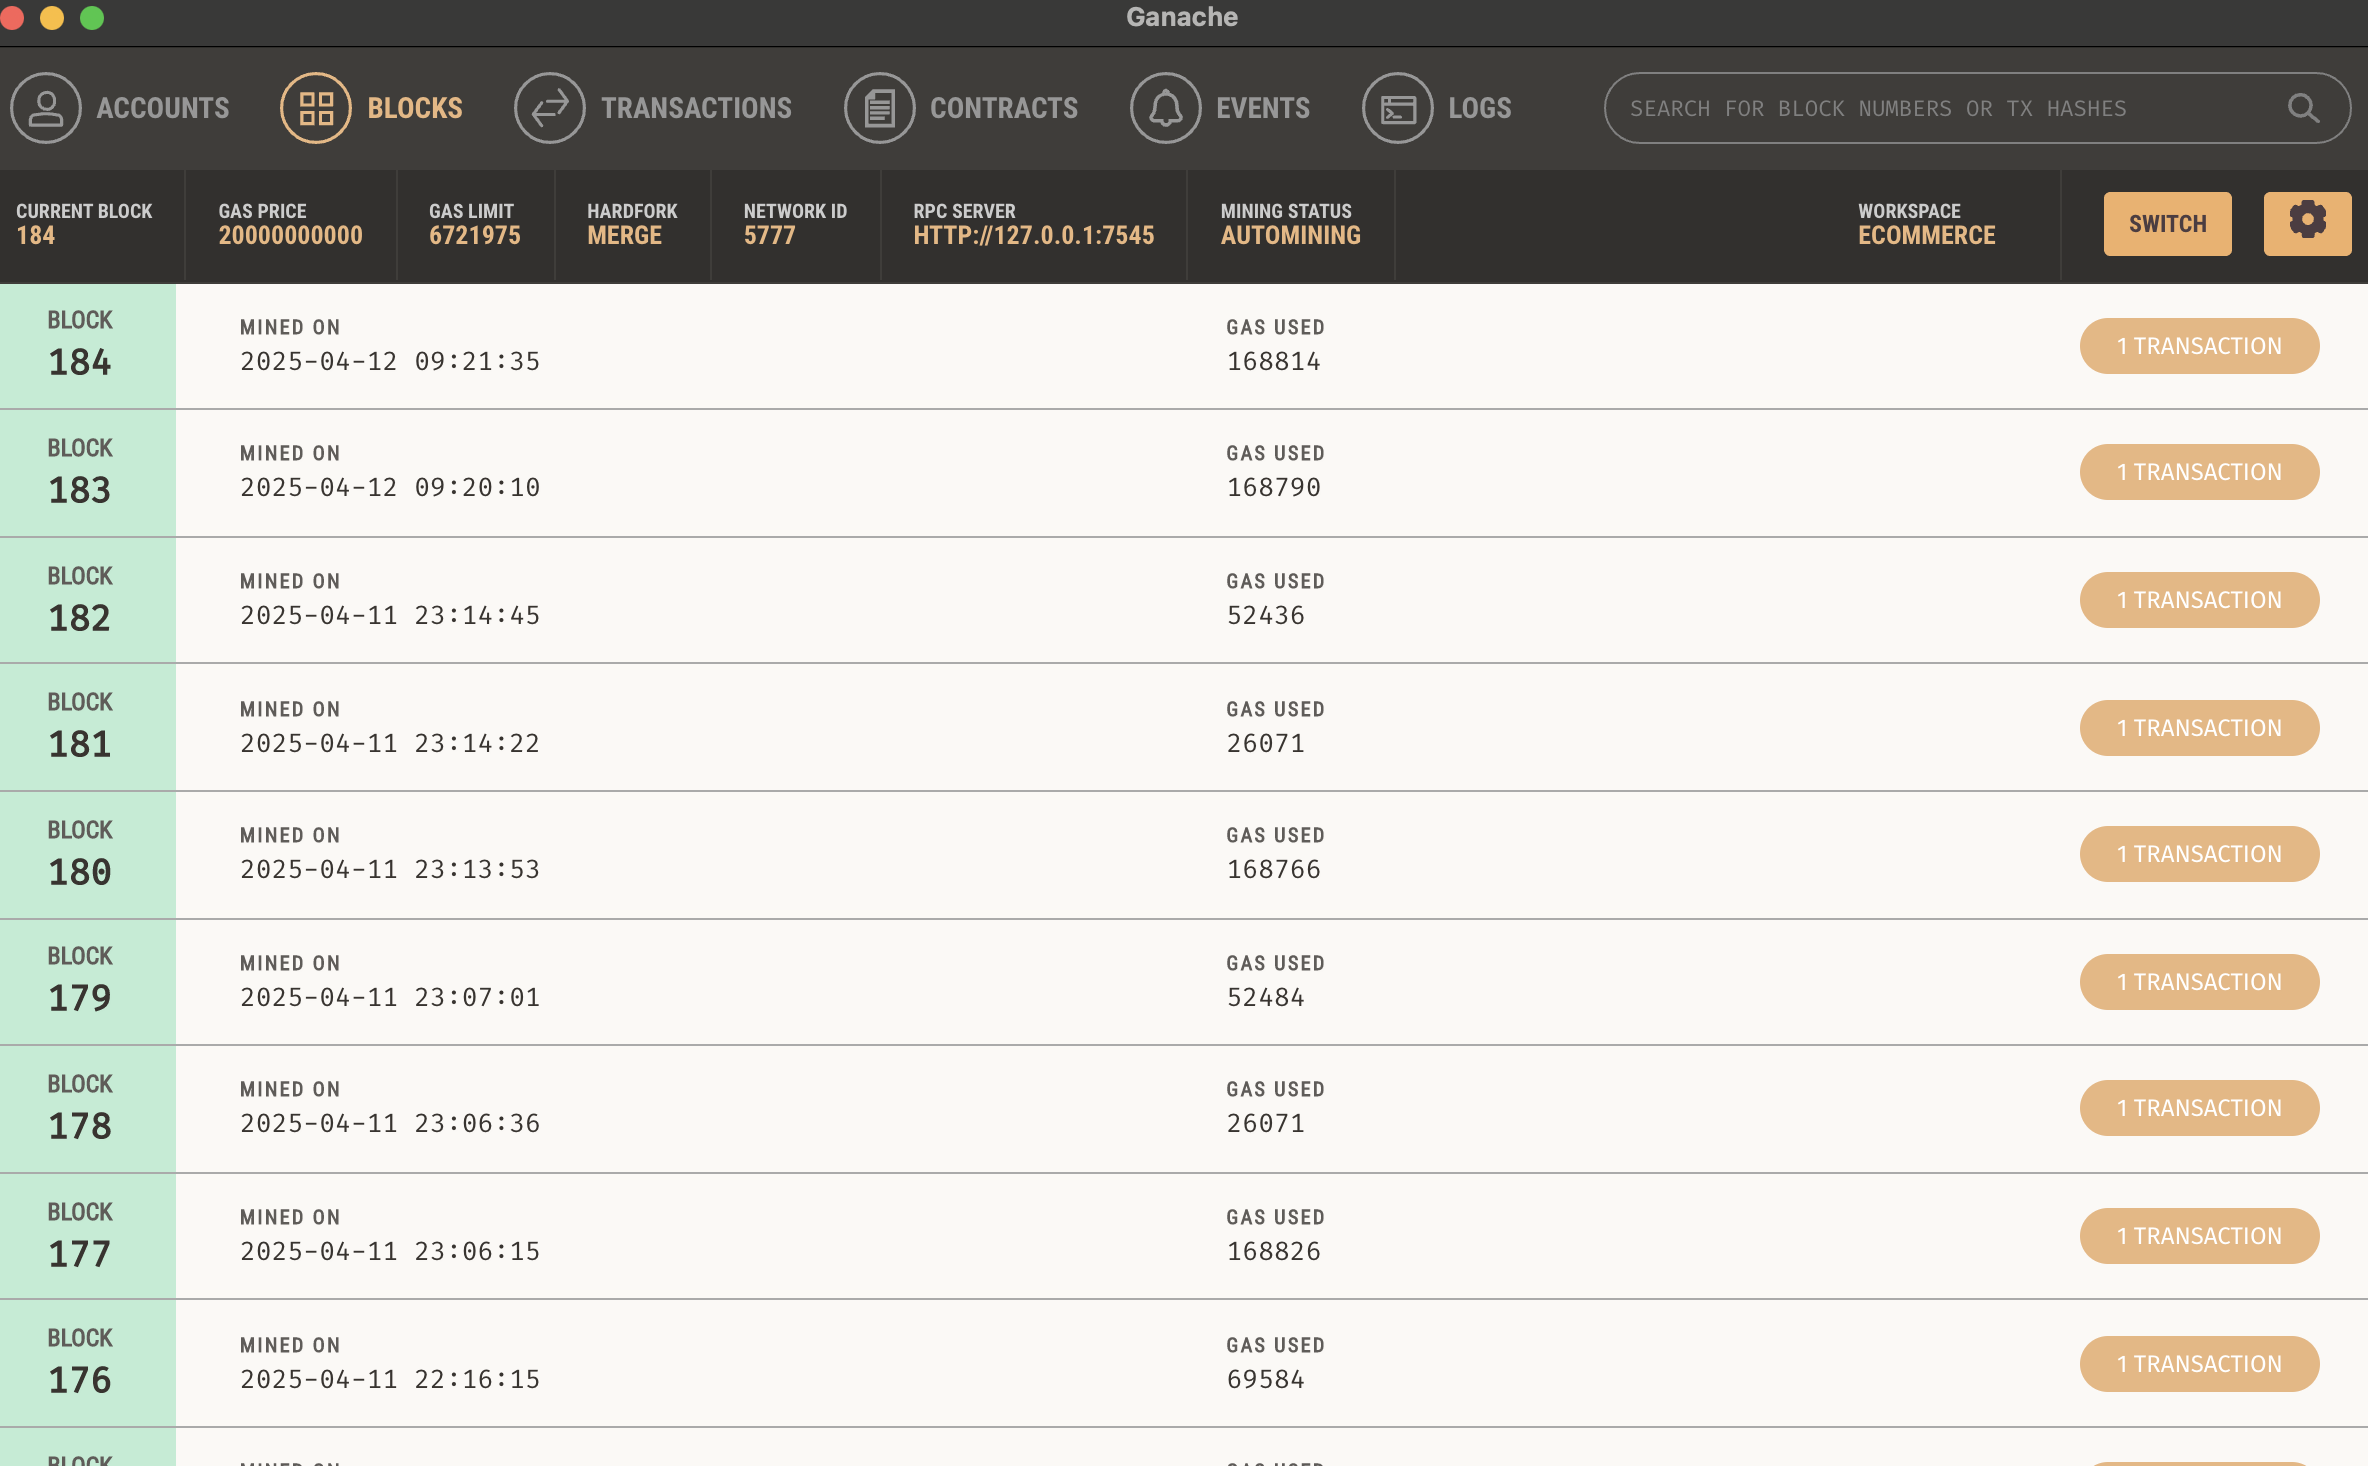 Ganache
ACCOUNTS BLOCKS TRANSACTIONS CONTRACTS EVENTS LOGS SEARCH FOR BLOCK NUMBERS OR TX HASHES
CURRENT BLOCK GAS PRICE GAS LIMIT HARDFORK NETWORK ID RPC SERVER MINING STATUS WORKSPACE
184 20000000000 6721975 MERGE 5777 HTTP://127.0.0.1:7545 AUTOMINING ECOMMERCE SWITCH
BLOCK MINED ON GAS USED
184 2025-04-12 09:21:35 168814 1 TRANSACTION
BLOCK MINED ON GAS USED
183 2025-04-12 09:20:10 168790 1 TRANSACTION
BLOCK MINED ON GAS USED
182 2025-04-11 23:14:45 52436 1 TRANSACTION
BLOCK MINED ON GAS USED
181 2025-04-11 23:14:22 26071 1 TRANSACTION
BLOCK MINED ON GAS USED
180 2025-04-11 23:13:53 168766 1 TRANSACTION
BLOCK MINED ON GAS USED
179 2025-04-11 23:07:01 52484 1 TRANSACTION
BLOCK MINED ON GAS USED
178 2025-04-11 23:06:36 26071 1 TRANSACTION
BLOCK MINED ON GAS USED
177 2025-04-11 23:06:15 168826 1 TRANSACTION
BLOCK MINED ON GAS USED
176 2025-04-11 22:16:15 69584 1 TRANSACTION
BLOCK MINED ON GAS USED